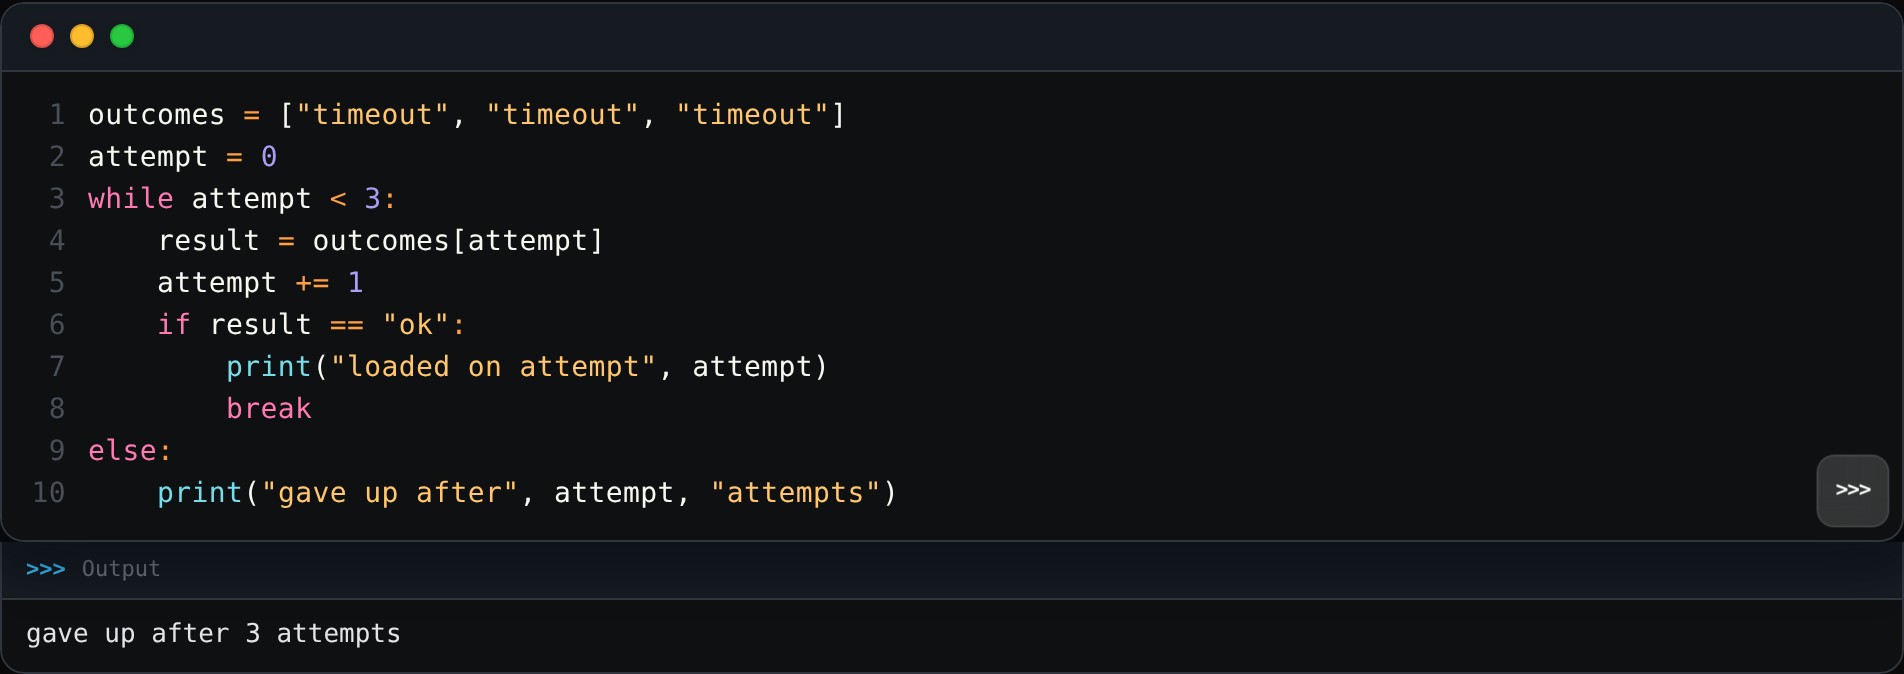 1 outcomes = ["timeout", "timeout", "timeout"]
2 attempt = 0
3 while attempt < 3:
4     result = outcomes[attempt]
5     attempt += 1
6     if result == "ok":
7         print("loaded on attempt", attempt)
8         break
9 else:
10     print("gave up after", attempt, "attempts")
>>>
>>> Output
gave up after 3 attempts